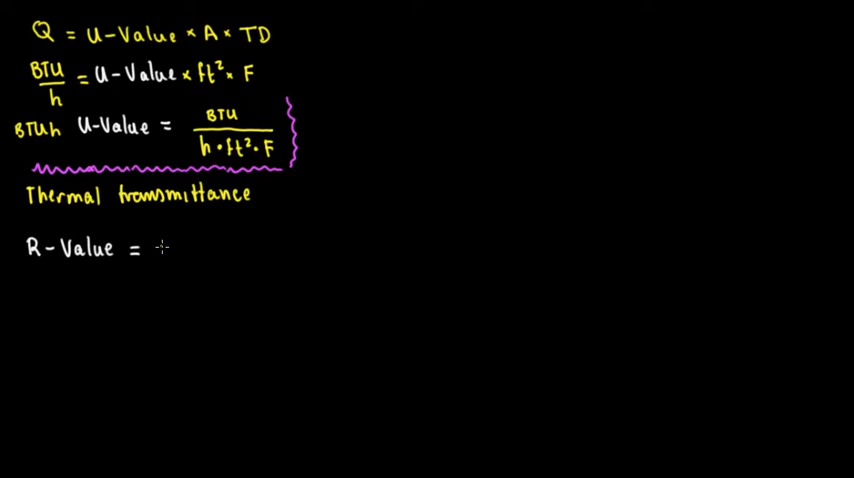 Q = U-Value × A × TD
BTU/h = U-Value × ft² × F
BTUh U-Value = BTU/(h · ft² · F)
Thermal transmittance
R-Value =